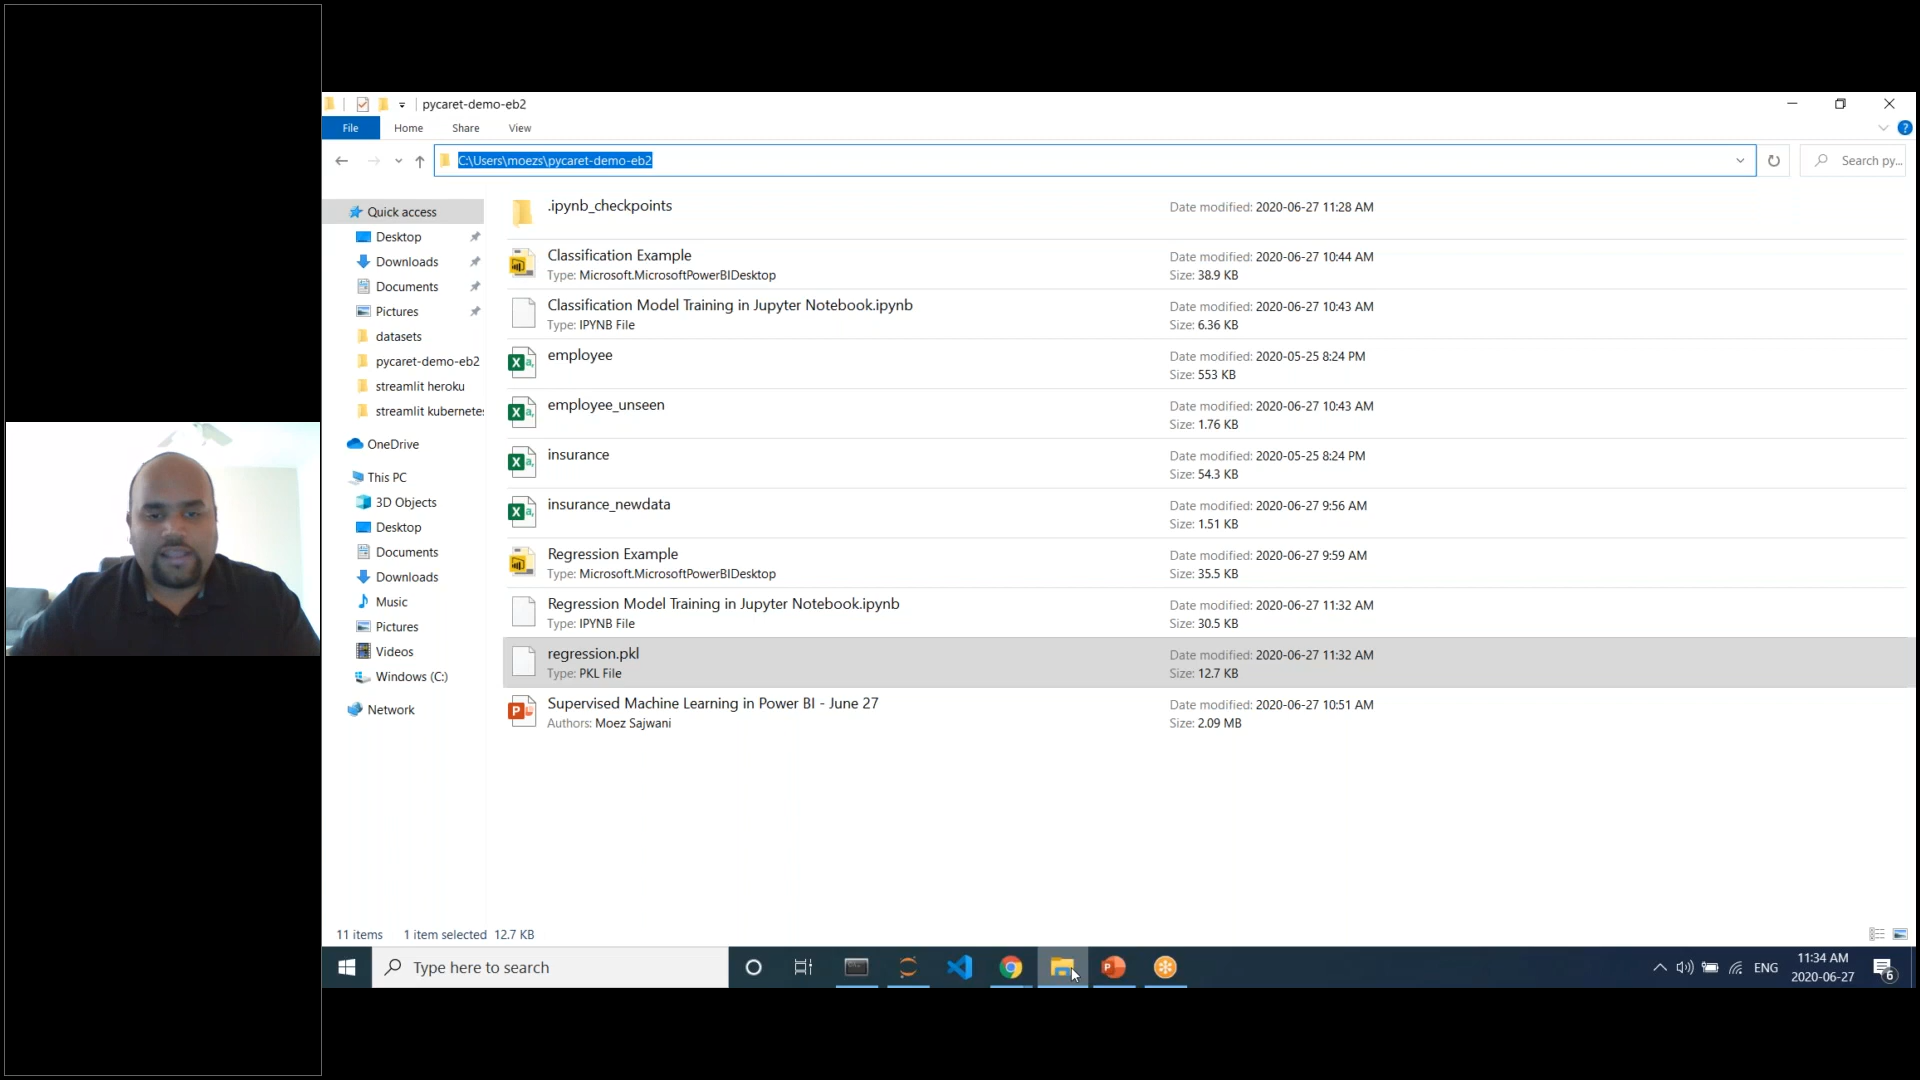 pycaret-demo-eb2
File Home Share View
C:\Users\moezs\pycaret-demo-eb2
Search py...
Quick access
Desktop
Downloads
Documents
Pictures
datasets
pycaret-demo-eb2
streamlit heroku
streamlit kubernetes
OneDrive
This PC
3D Objects
Desktop
Documents
Downloads
Music
Pictures
Videos
Windows (C:)
Network
.ipynb_checkpoints
Date modified: 2020-06-27 11:28 AM
Classification Example
Date modified: 2020-06-27 10:44 AM
Type: Microsoft.MicrosoftPowerBIDesktop
Size: 38.9 KB
Classification Model Training in Jupyter Notebook.ipynb
Date modified: 2020-06-27 10:43 AM
Type: IPYNB File
Size: 6.36 KB
employee
Date modified: 2020-05-25 8:24 PM
Size: 553 KB
employee_unseen
Date modified: 2020-06-27 10:43 AM
Size: 1.76 KB
insurance
Date modified: 2020-05-25 8:24 PM
Size: 54.3 KB
insurance_newdata
Date modified: 2020-06-27 9:56 AM
Size: 1.51 KB
Regression Example
Date modified: 2020-06-27 9:59 AM
Type: Microsoft.MicrosoftPowerBIDesktop
Size: 35.5 KB
Regression Model Training in Jupyter Notebook.ipynb
Date modified: 2020-06-27 11:32 AM
Type: IPYNB File
Size: 30.5 KB
regression.pkl
Date modified: 2020-06-27 11:32 AM
Type: PKL File
Size: 12.7 KB
Supervised Machine Learning in Power BI - June 27
Date modified: 2020-06-27 10:51 AM
Authors: Moez Sajwani
Size: 2.09 MB
11 items 1 item selected 12.7 KB
Type here to search
ENG
11:34 AM
2020-06-27
6